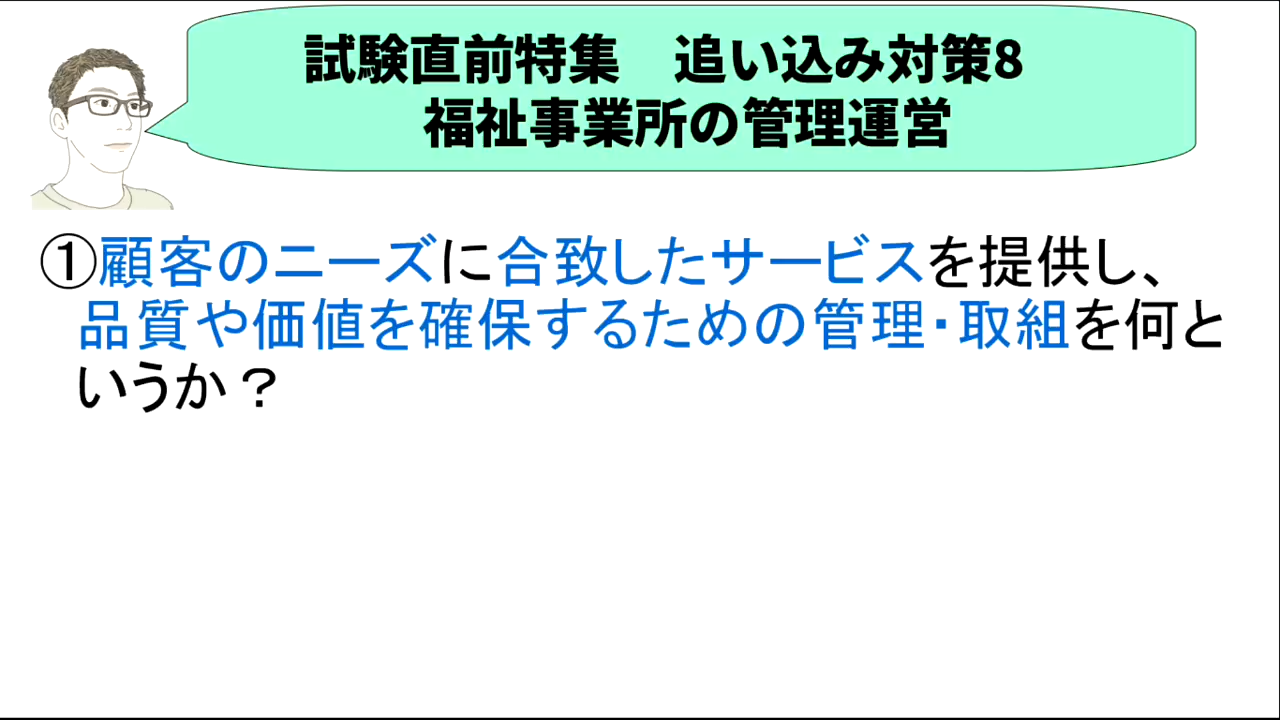 試験直前特集　追い込み対策8
福祉事業所の管理運営
①顧客のニーズに合致したサービスを提供し、
品質や価値を確保するための管理・取組を何と
いうか？